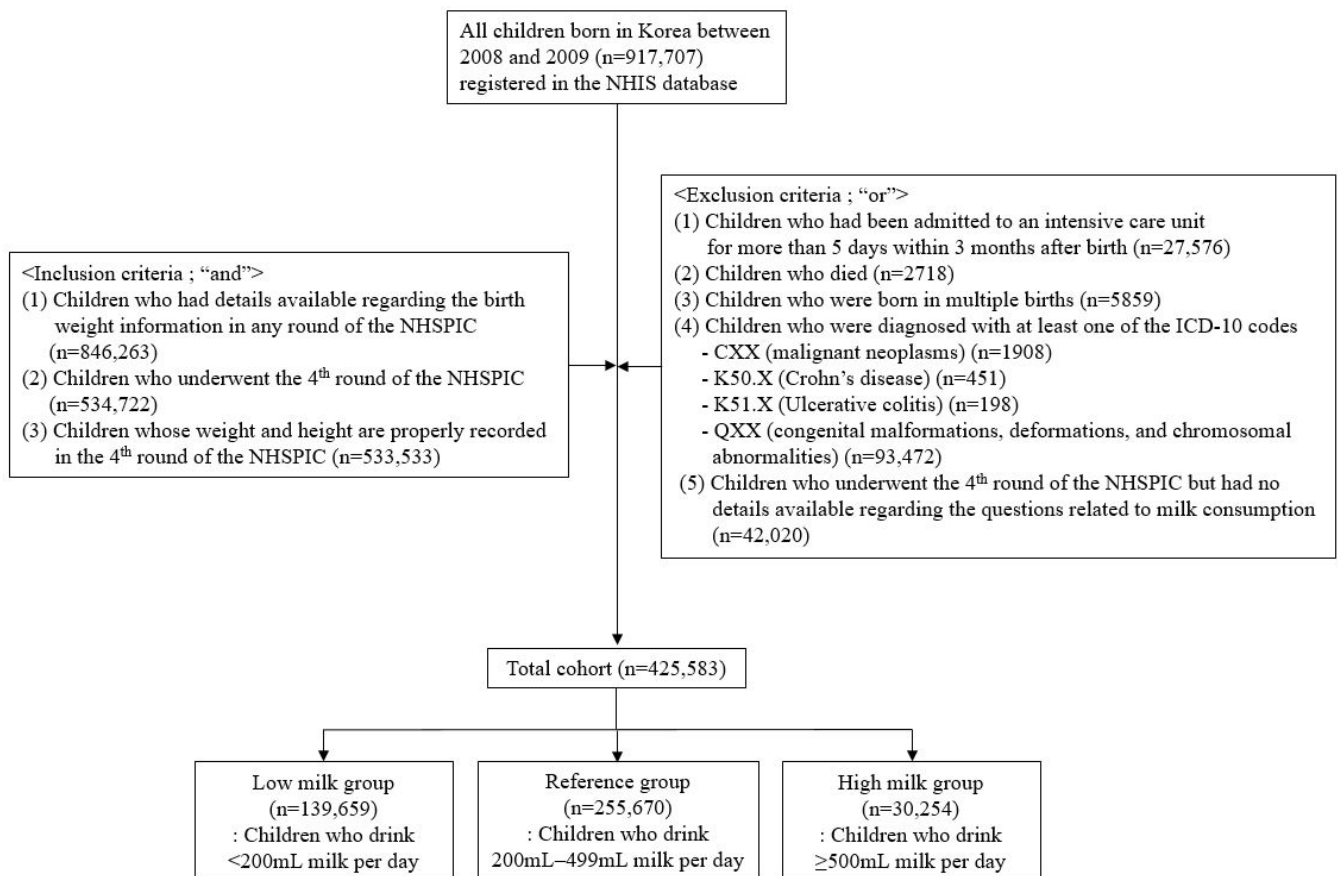 All children born in Korea between
2008 and 2009 (n=917,707)
registered in the NHIS database
<Inclusion criteria ; “and”>
(1) Children who had details available regarding the birth
weight information in any round of the NHSPIC
(n=846,263)
(2) Children who underwent the 4th round of the NHSPIC
(n=534,722)
(3) Children whose weight and height are properly recorded
in the 4th round of the NHSPIC (n=533,533)
<Exclusion criteria ; “or”>
(1) Children who had been admitted to an intensive care unit
for more than 5 days within 3 months after birth (n=27,576)
(2) Children who died (n=2718)
(3) Children who were born in multiple births (n=5859)
(4) Children who were diagnosed with at least one of the ICD-10 codes
- CXX (malignant neoplasms) (n=1908)
- K50.X (Crohn’s disease) (n=451)
- K51.X (Ulcerative colitis) (n=198)
- QXX (congenital malformations, deformations, and chromosomal
abnormalities) (n=93,472)
(5) Children who underwent the 4th round of the NHSPIC but had no
details available regarding the questions related to milk consumption
(n=42,020)
Total cohort (n=425,583)
Low milk group
(n=139,659)
: Children who drink
<200mL milk per day
Reference group
(n=255,670)
: Children who drink
200mL–499mL milk per day
High milk group
(n=30,254)
: Children who drink
≥500mL milk per day